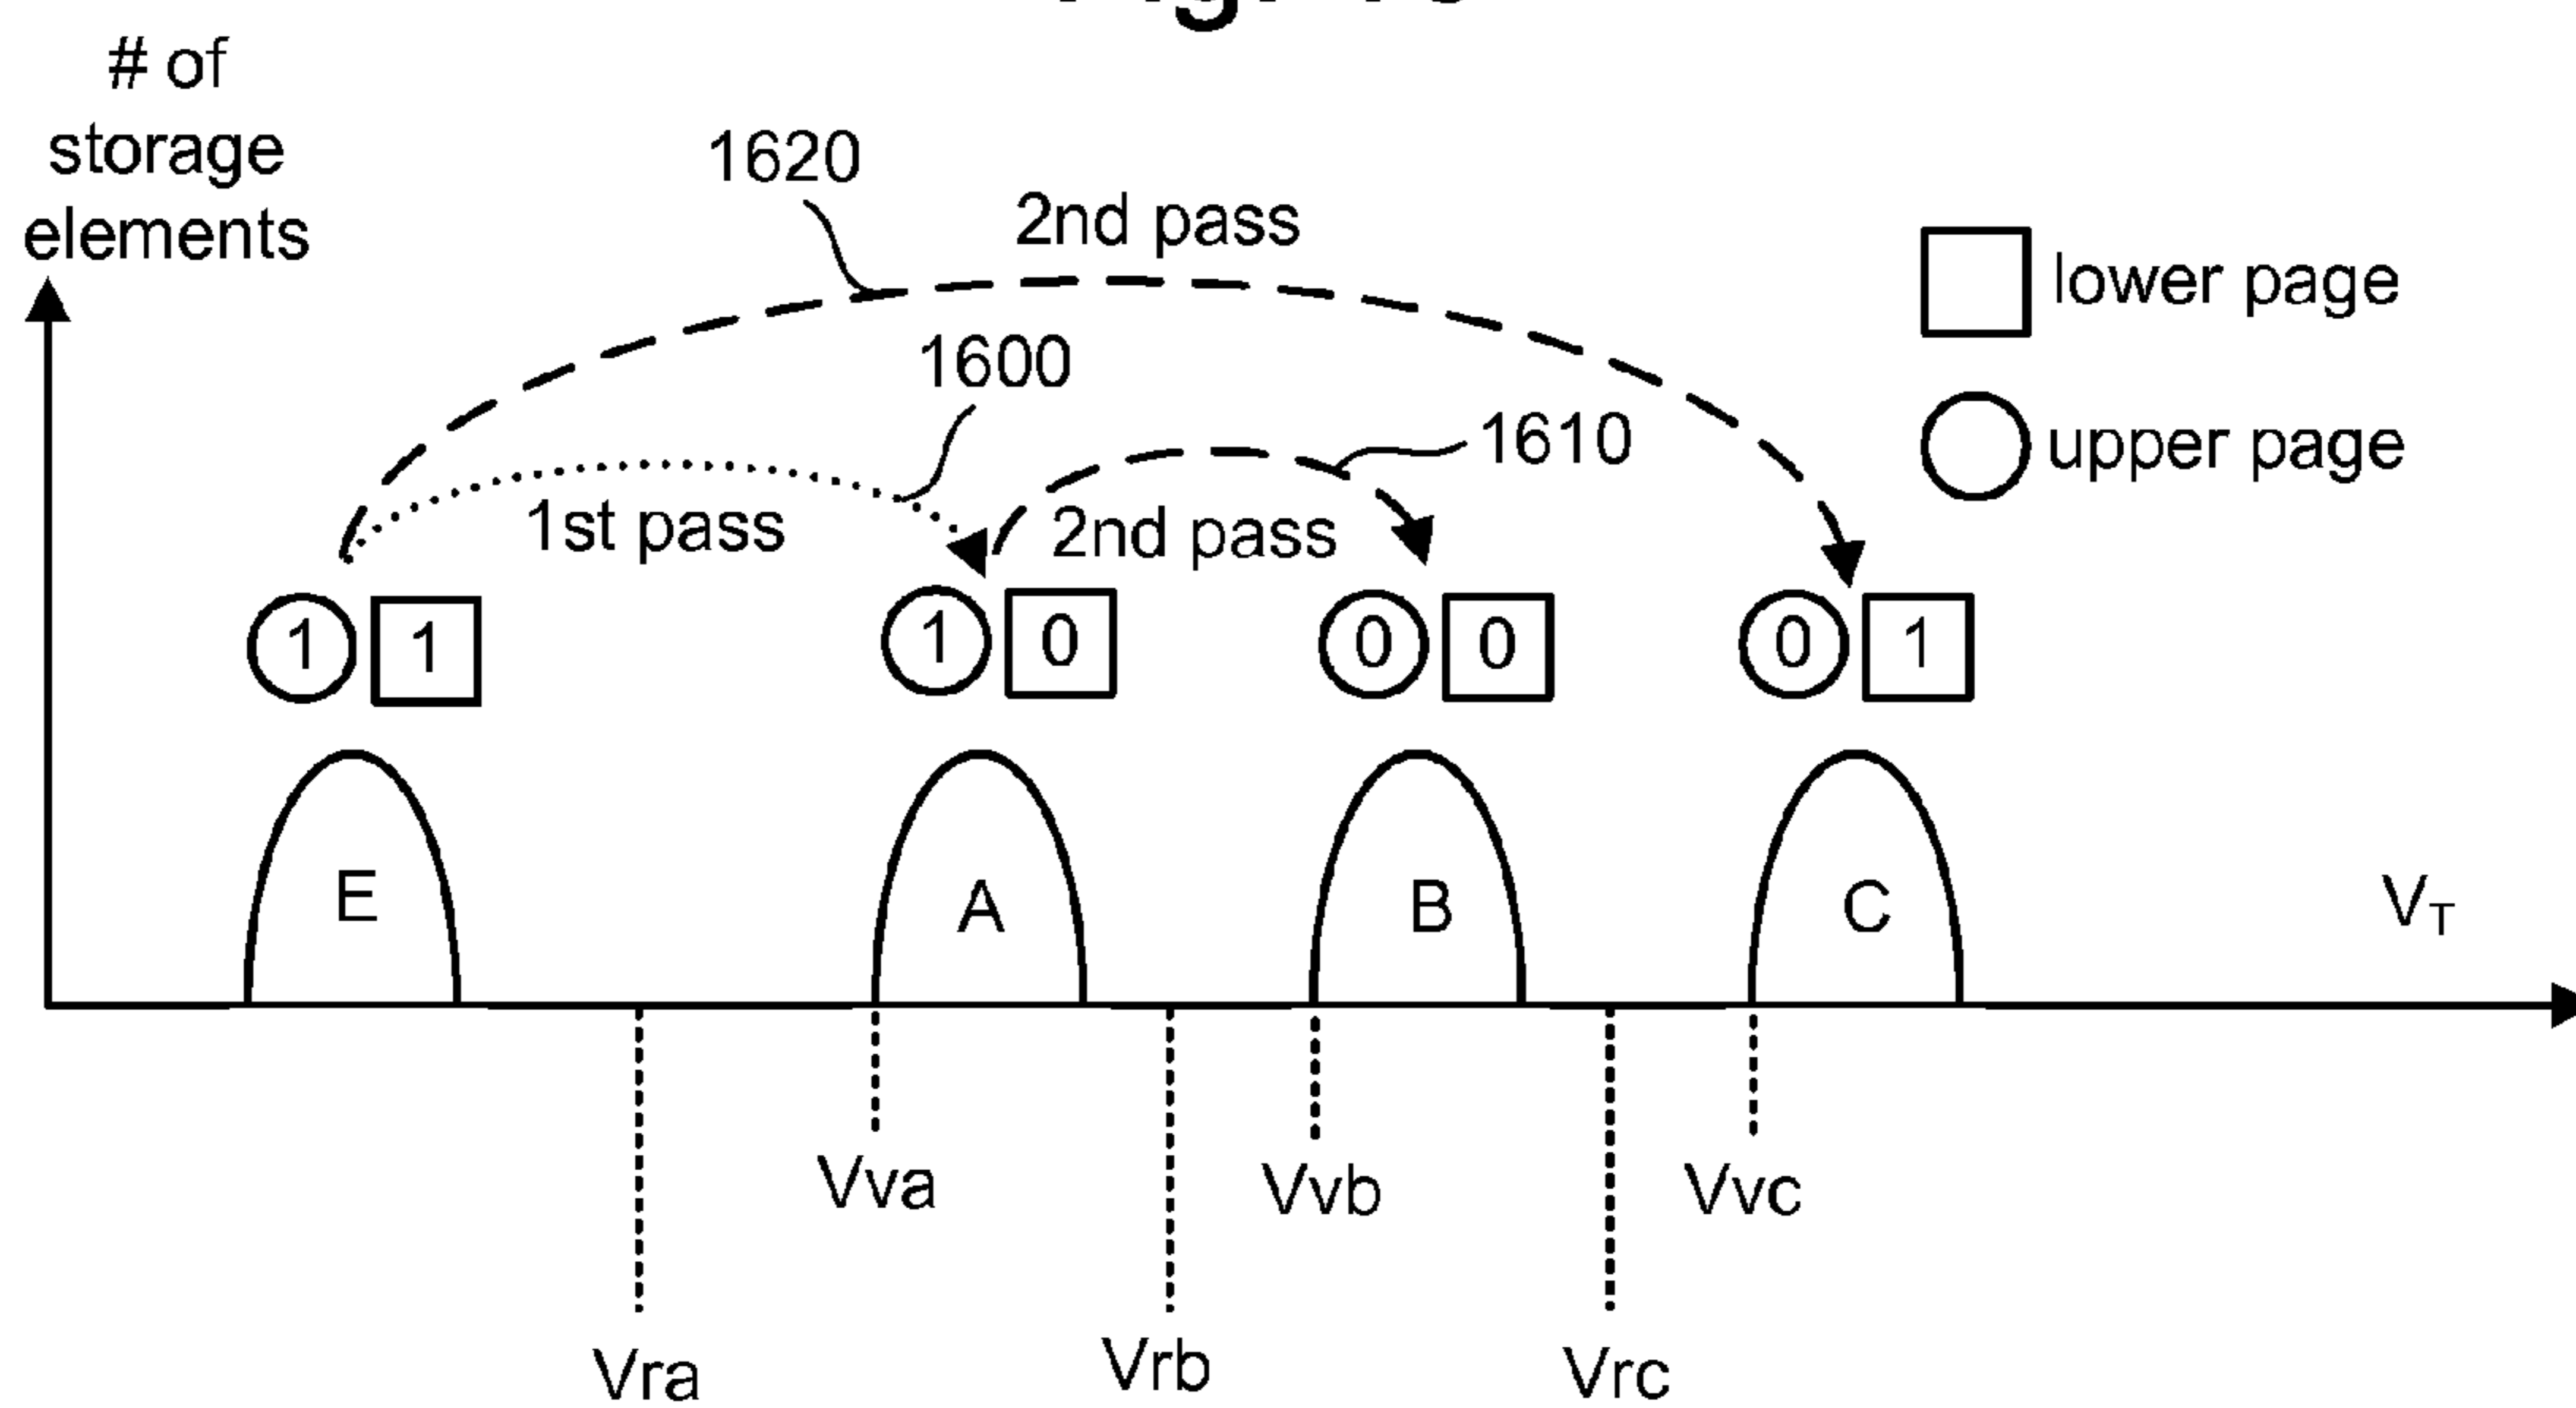 # of
storage
elements
1620
2nd pass
lower page
1600
1610
upper page
1st pass
2nd pass
1 1
1 0
0 0
0 1
E
A
B
C
VT
Vva
Vvb
Vvc
Vra
Vrb
Vrc